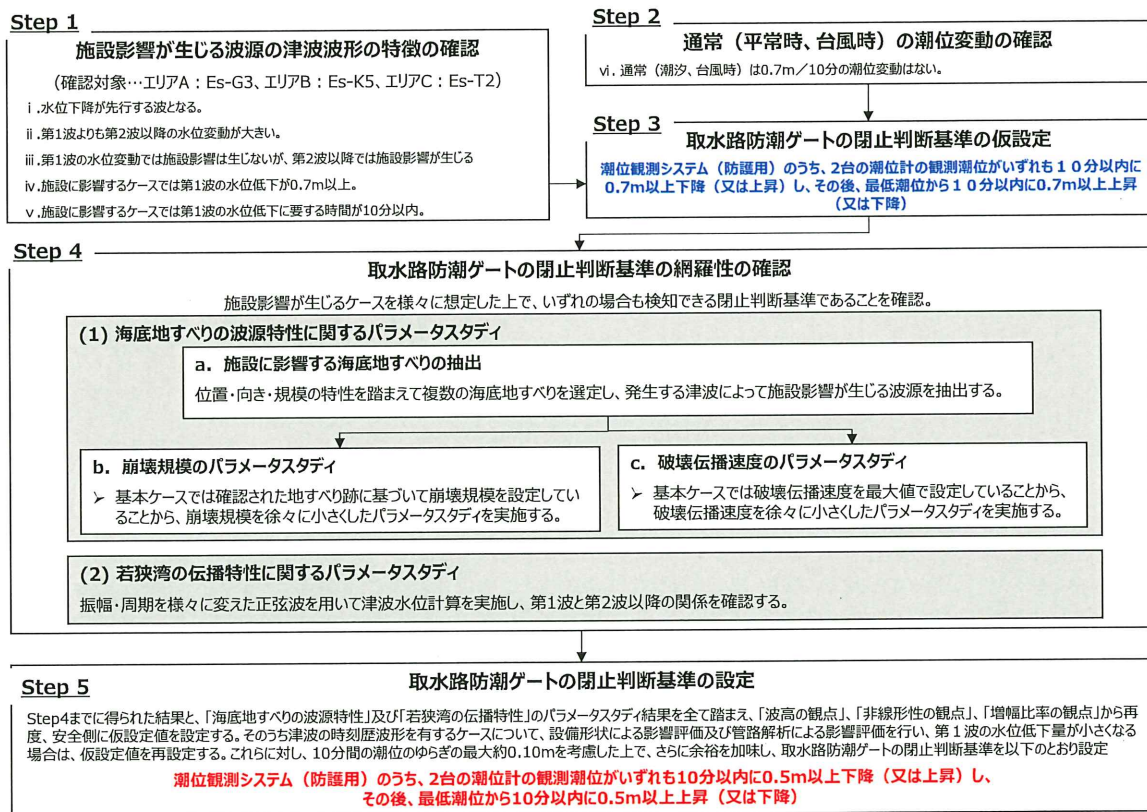 Step 1
施設影響が生じる波源の津波波形の特徴の確認
(確認対象…エリアA:Es-G3、エリアB:Es-K5、エリアC:Es-T2)
ⅰ.水位下降が先行する波となる。
ⅱ.第1波よりも第2波以降の水位変動が大きい。
ⅲ.第1波の水位変動では施設影響は生じないが、第2波以降では施設影響が生じる
ⅳ.施設に影響するケースでは第1波の水位低下が0.7m以上。
ⅴ.施設に影響するケースでは第1波の水位低下に要する時間が10分以内。
Step 2
通常(平常時、台風時)の潮位変動の確認
ⅵ.通常(潮汐、台風時)は0.7m/10分の潮位変動はない。
Step 3
取水路防潮ゲートの閉止判断基準の仮設定
潮位観測システム(防護用)のうち、2台の潮位計の観測潮位がいずれも10分以内に
0.7m以上下降(又は上昇)し、その後、最低潮位から10分以内に0.7m以上上昇
(又は下降)
Step 4
取水路防潮ゲートの閉止判断基準の網羅性の確認
施設影響が生じるケースを様々に想定した上で、いずれの場合も検知できる閉止判断基準であることを確認。
(1) 海底地すべりの波源特性に関するパラメータスタディ
a. 施設に影響する海底地すべりの抽出
位置・向き・規模の特性を踏まえて複数の海底地すべりを選定し、発生する津波によって施設影響が生じる波源を抽出する。
b. 崩壊規模のパラメータスタディ
➢ 基本ケースでは確認された地すべり跡に基づいて崩壊規模を設定してい
ることから、崩壊規模を徐々に小さくしたパラメータスタディを実施する。
c. 破壊伝播速度のパラメータスタディ
➢ 基本ケースでは破壊伝播速度を最大値で設定していることから、
破壊伝播速度を徐々に小さくしたパラメータスタディを実施する。
(2) 若狭湾の伝播特性に関するパラメータスタディ
振幅・周期を様々に変えた正弦波を用いて津波水位計算を実施し、第1波と第2波以降の関係を確認する。
Step 5
取水路防潮ゲートの閉止判断基準の設定
Step4までに得られた結果と、「海底地すべりの波源特性」及び「若狭湾の伝播特性」のパラメータスタディ結果を全て踏まえ、「波高の観点」、「非線形性の観点」、「増幅比率の観点」から再
度、安全側に仮設定値を設定する。そのうち津波の時刻歴波形を有するケースについて、設備形状による影響評価及び管路解析による影響評価を行い、第1波の水位低下量が小さくなる
場合は、仮設定値を再設定する。これらに対し、10分間の潮位のゆらぎの最大約0.10mを考慮した上で、さらに余裕を加味し、取水路防潮ゲートの閉止判断基準を以下のとおり設定
潮位観測システム(防護用)のうち、2台の潮位計の観測潮位がいずれも10分以内に0.5m以上下降(又は上昇)し、
その後、最低潮位から10分以内に0.5m以上上昇(又は下降)